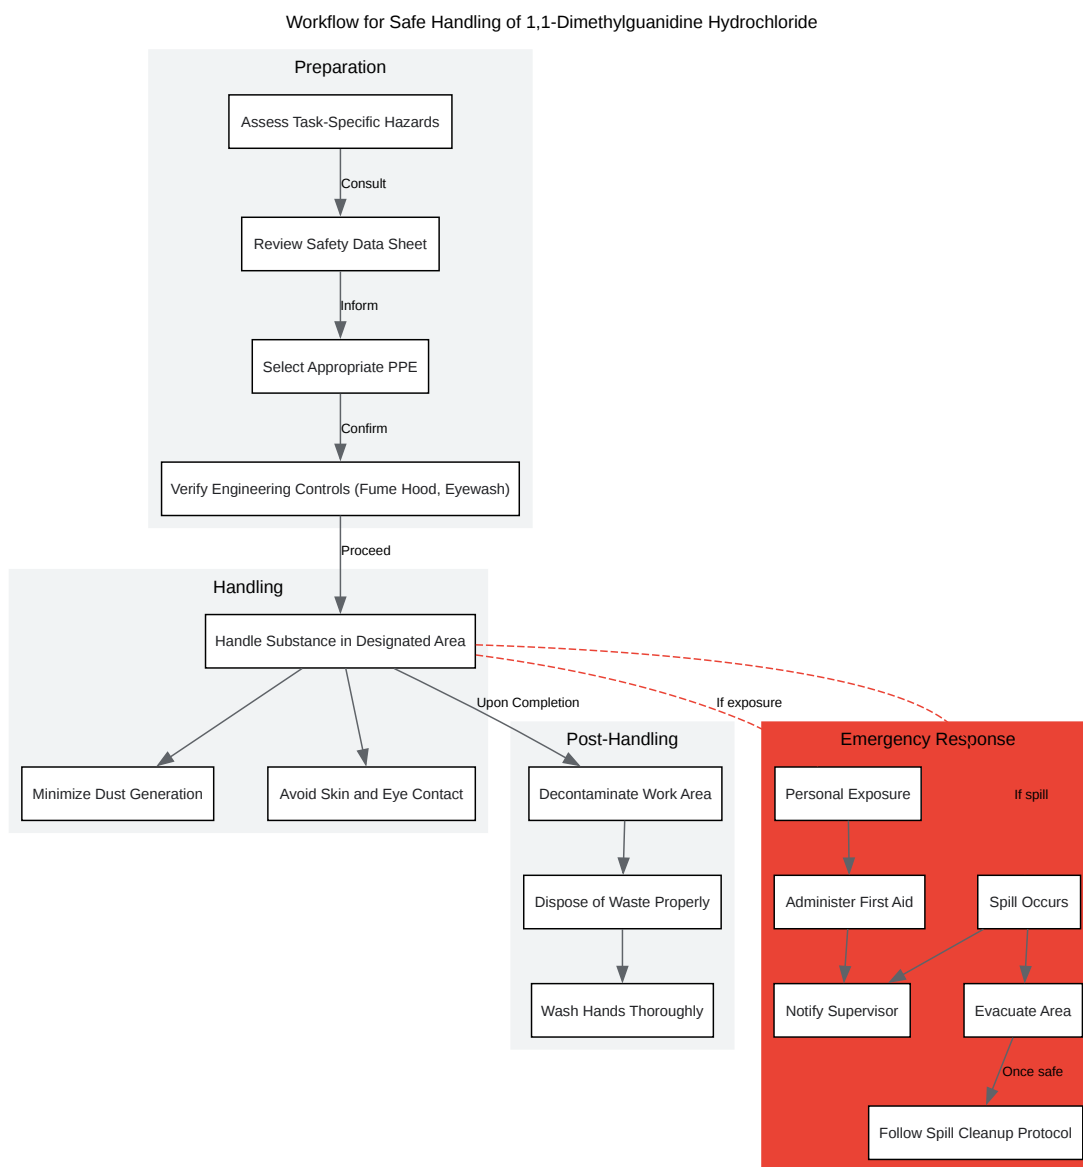 Workflow for Safe Handling of 1,1-Dimethylguanidine Hydrochloride
Preparation
Assess Task-Specific Hazards
Consult
Review Safety Data Sheet
Inform
Select Appropriate PPE
Confirm
Verify Engineering Controls (Fume Hood, Eyewash)
Proceed
Handling
Handle Substance in Designated Area
Minimize Dust Generation
Avoid Skin and Eye Contact
Upon Completion
Post-Handling
Decontaminate Work Area
Dispose of Waste Properly
Wash Hands Thoroughly
If exposure
Emergency Response
Personal Exposure
If spill
Administer First Aid
Spill Occurs
Notify Supervisor
Evacuate Area
Once safe
Follow Spill Cleanup Protocol